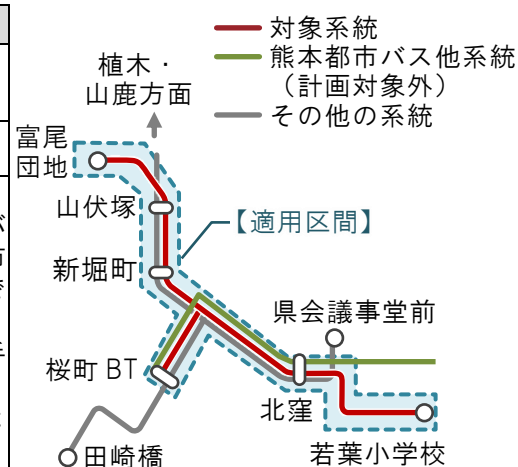 対象系統
熊本都市バス他系統
（計画対象外）
その他の系統
植木・
山鹿方面
富尾
団地
山伏塚
【適用区間】
新堀町
県会議事堂前
桜町 BT
北窪
田崎橋
若葉小学校